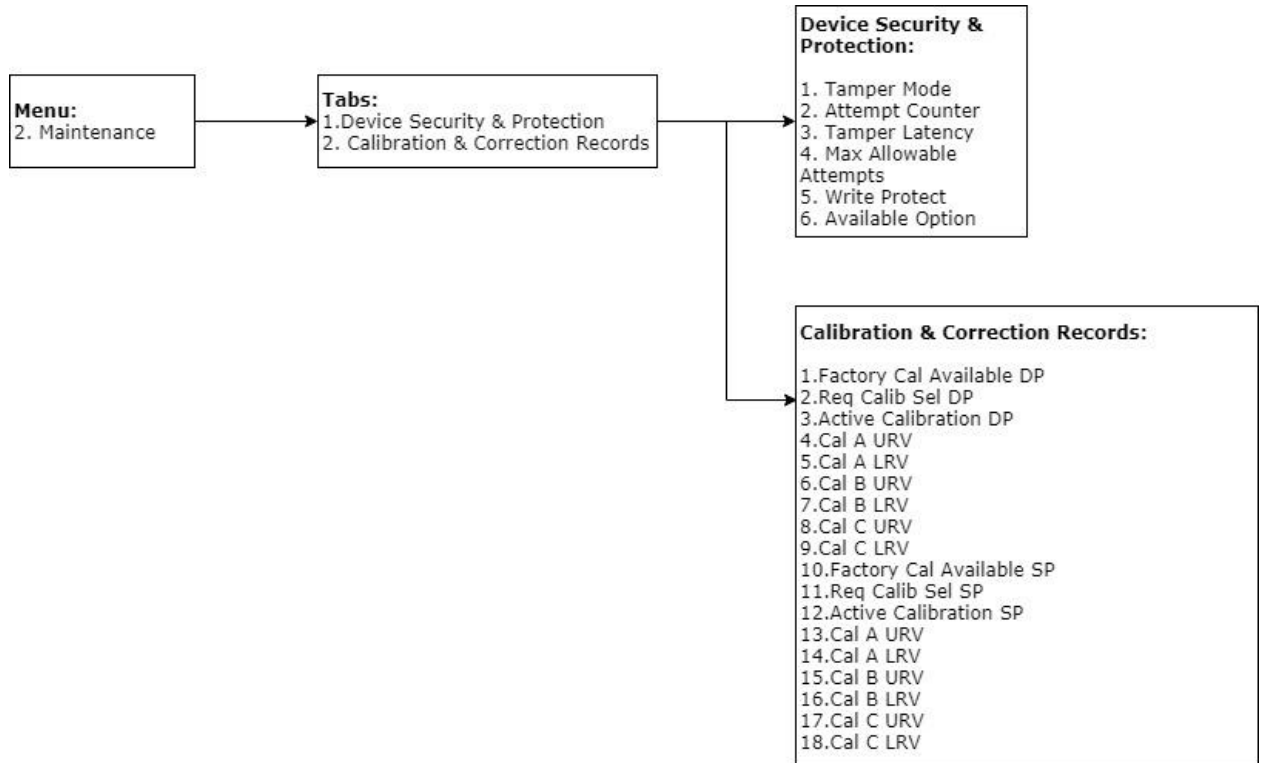 Menu:
2. Maintenance
Tabs:
1.Device Security & Protection
2. Calibration & Correction Records
Device Security &
Protection:
1. Tamper Mode
2. Attempt Counter
3. Tamper Latency
4. Max Allowable
Attempts
5. Write Protect
6. Available Option
Calibration & Correction Records:
1.Factory Cal Available DP
2.Req Calib Sel DP
3.Active Calibration DP
4.Cal A URV
5.Cal A LRV
6.Cal B URV
7.Cal B LRV
8.Cal C URV
9.Cal C LRV
10.Factory Cal Available SP
11.Req Calib Sel SP
12.Active Calibration SP
13.Cal A URV
14.Cal A LRV
15.Cal B URV
16.Cal B LRV
17.Cal C URV
18.Cal C LRV